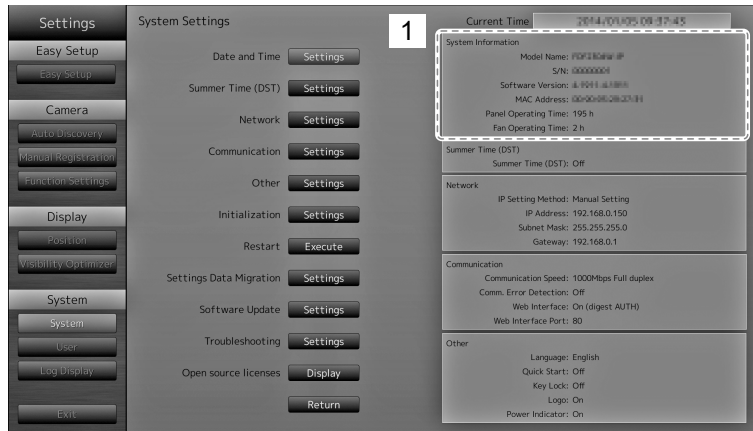 Settings
Easy Setup
Easy Setup
Camera
Auto Discovery
Manual Registration
Function Settings
Display
Position
Visibility Optimizer
System
System
User
Log Display
Exit
System Settings
Date and Time Settings
Summer Time (DST) Settings
Network Settings
Communication Settings
Other Settings
Initialization Settings
Restart Execute
Settings Data Migration Settings
Software Update Settings
Troubleshooting Settings
Open source licenses Display
Return
1
Current Time
System Information
Model Name:
S/N:
Software Version:
MAC Address:
Panel Operating Time: 195 h
Fan Operating Time: 2 h
Summer Time (DST)
Summer Time (DST): Off
Network
IP Setting Method: Manual Setting
IP Address: 192.168.0.150
Subnet Mask: 255.255.255.0
Gateway: 192.168.0.1
Communication
Communication Speed: 1000Mbps Full duplex
Comm. Error Detection: Off
Web Interface: On (digest AUTH)
Web Interface Port: 80
Other
Language: English
Quick Start: Off
Key Lock: Off
Logo: On
Power Indicator: On